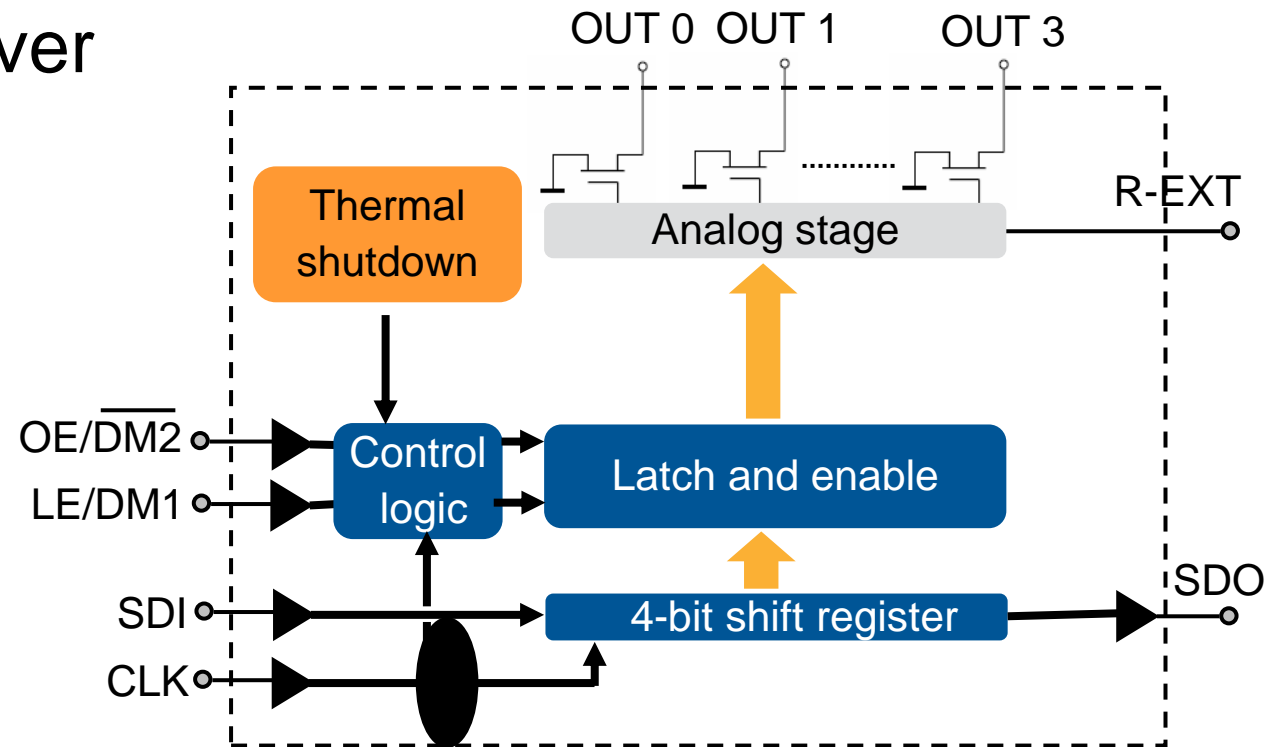 ver
OUT 0 OUT 1 OUT 3
Thermal
shutdown
R-EXT
Analog stage
OE/D̅M̅2̅
Control
logic
Latch and enable
LE/DM1
SDI
4-bit shift register
SDO
CLK